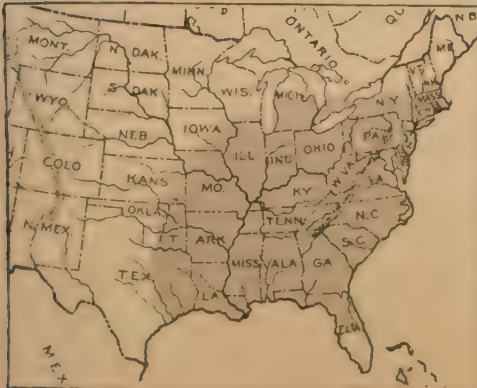 QU
N B
ONTARIO
ME.
MONT.
N. DAK.
MINN.
VT.
N.H.
WIS.
MICH.
N Y
MASS.
S. DAK.
WYO.
IOWA
PA.
NEB
ILL
IND
OHIO
COLO
KANS
MO.
KY
W.V.
VA.
N.C
TENN.
OKLA.
I T
ARK.
S.C.
N. MEX.
MISS
ALA
GA
TEX.
LA.
FLA
MEX